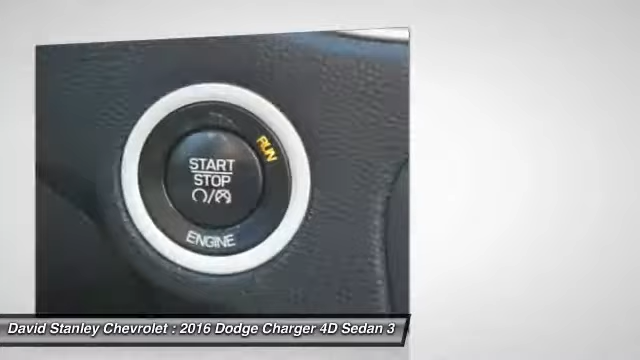 RUN
START
STOP
ENGINE
David Stanley Chevrolet : 2016 Dodge Charger 4D Sedan 3